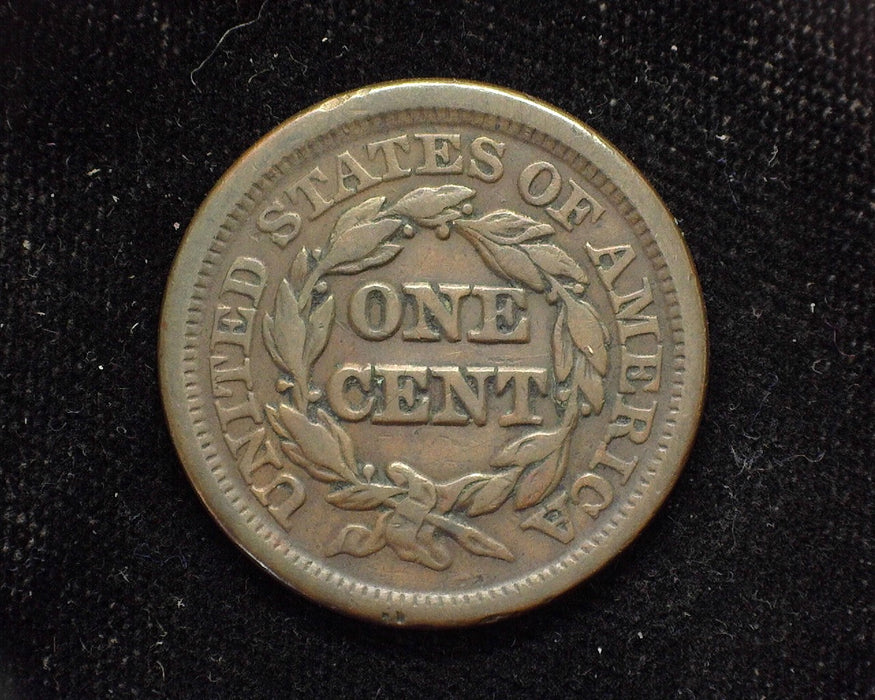 UNITED STATES OF AMERICA
ONE
CENT